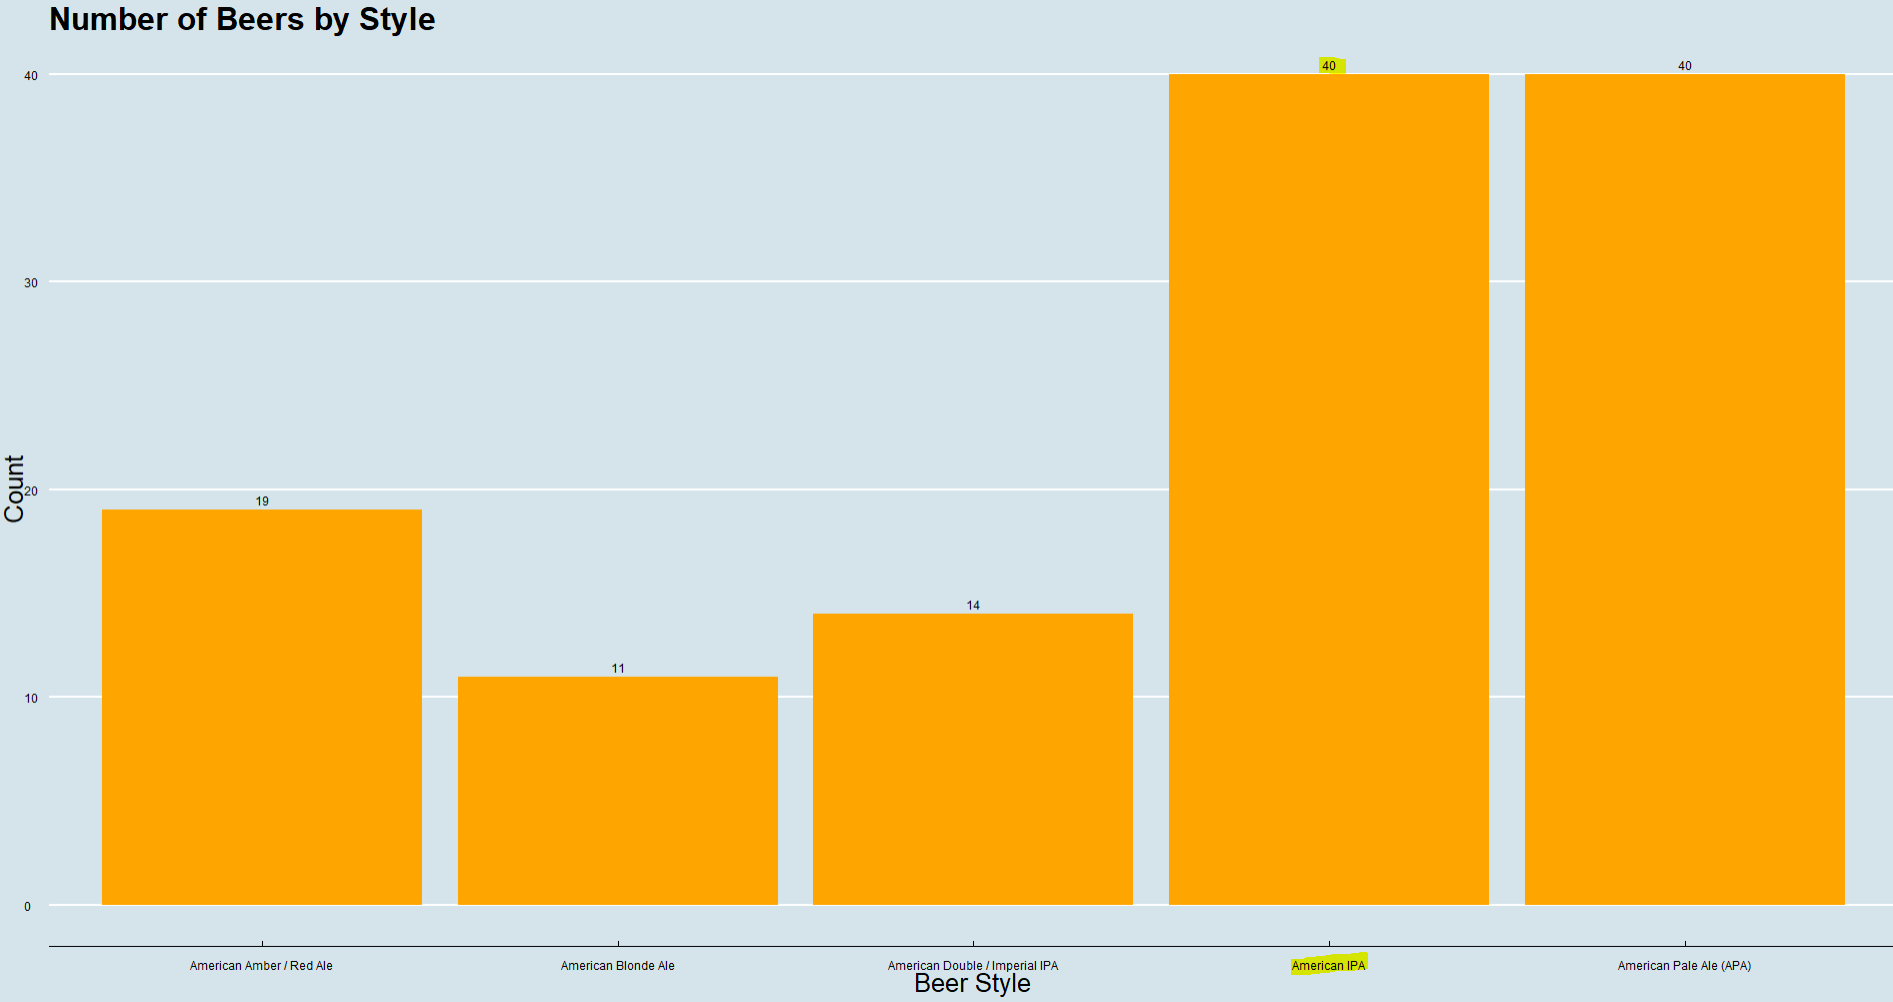 Number of Beers by Style
40
40
40
30
Count
20
19
14
11
10
0
American Amber / Red Ale
American Blonde Ale
American Double / Imperial IPA
American IPA
American Pale Ale (APA)
Beer Style